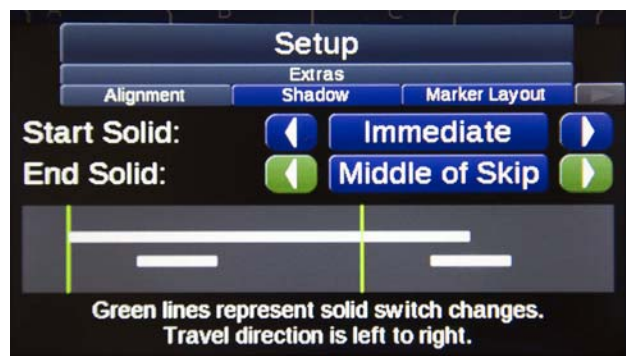 Setup
Extras
Alignment Shadow Marker Layout
Start Solid: Immediate
End Solid: Middle of Skip
Green lines represent solid switch changes.
Travel direction is left to right.